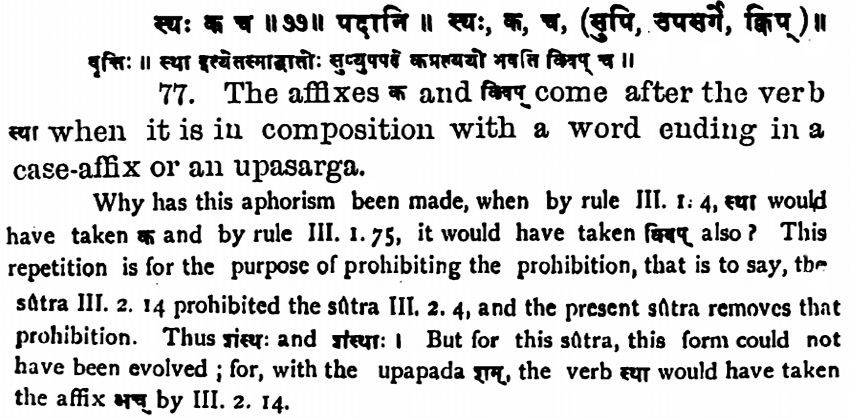 स्थः क च ॥७७॥ पदानि ॥ स्थः, क, च, (सुपि, उपसर्गे, क्विप्)॥
वृत्तिः ॥ स्था इत्येतस्माद्धातोः सुप्युपपदे कप्रत्ययो भवति क्विप् च ॥
77. The affixes क and क्विप् come after the verb
स्था when it is in composition with a word ending in a
case-affix or an upasarga.
Why has this aphorism been made, when by rule III. 1. 4, स्था would
have taken क and by rule III. 1. 75, it would have taken क्विप् also? This
repetition is for the purpose of prohibiting the prohibition, that is to say, the
sûtra III. 2. 14 prohibited the sûtra III. 2. 4, and the present sûtra removes that
prohibition. Thus शंस्थः and शंस्थाः । But for this sûtra, this form could not
have been evolved; for, with the upapada शम्, the verb स्था would have taken
the affix अच् by III. 2. 14.